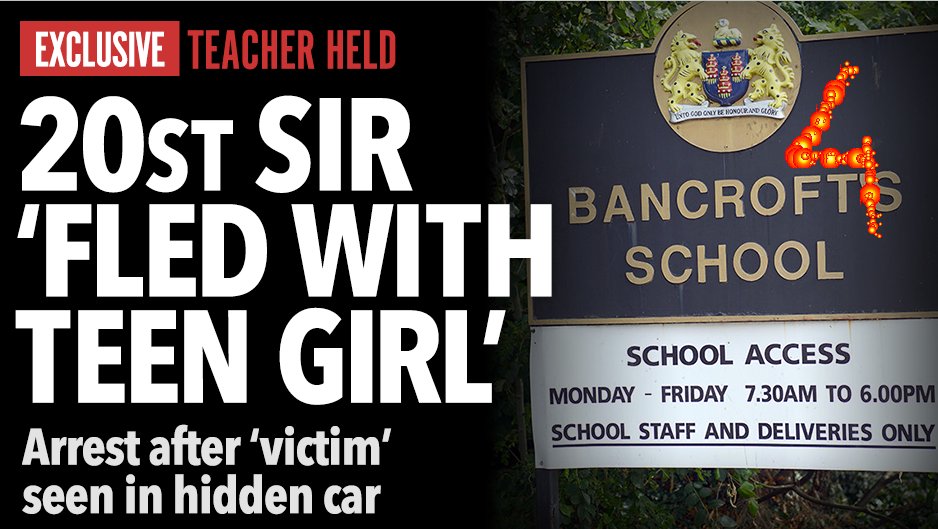 EXCLUSIVE TEACHER HELD
20ST SIR
‘FLED WITH
TEEN GIRL’
Arrest after ‘victim’
seen in hidden car
UNTO GOD ONLY BE HONOUR AND GLORY
4
BANCROFT'S
SCHOOL
SCHOOL ACCESS
MONDAY - FRIDAY 7.30AM TO 6.00PM
SCHOOL STAFF AND DELIVERIES ONLY